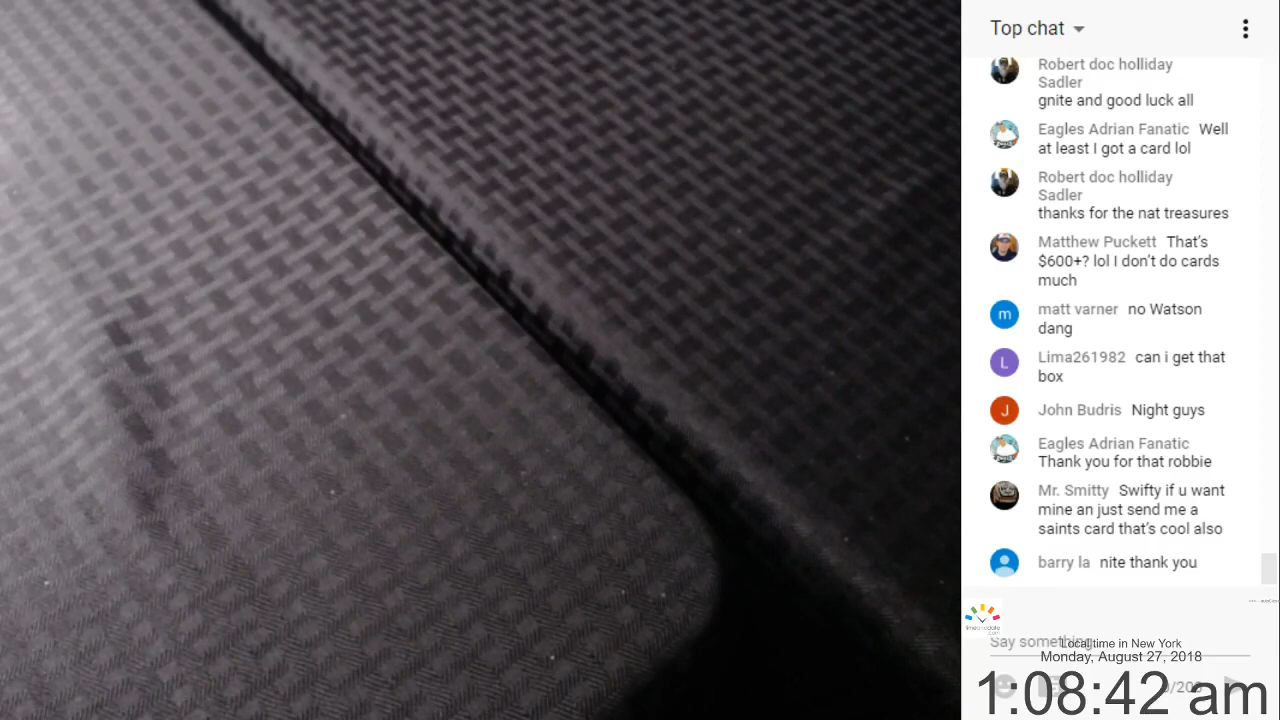 Top chat
Robert doc holliday
Sadler
gnite and good luck all
Eagles Adrian Fanatic Well
at least I got a card lol
Robert doc holliday
Sadler
thanks for the nat treasures
Matthew Puckett That's
$600+? lol I don't do cards
much
m
matt varner no Watson
dang
L
Lima261982 can i get that
box
J
John Budris Night guys
Eagles Adrian Fanatic
Thank you for that robbie
Mr. Smitty Swifty if u want
mine an just send me a
saints card that's cool also
barry la nite thank you
Say something...
Local time in New York
Monday, August 27, 2018
0/200
1:08:42 am